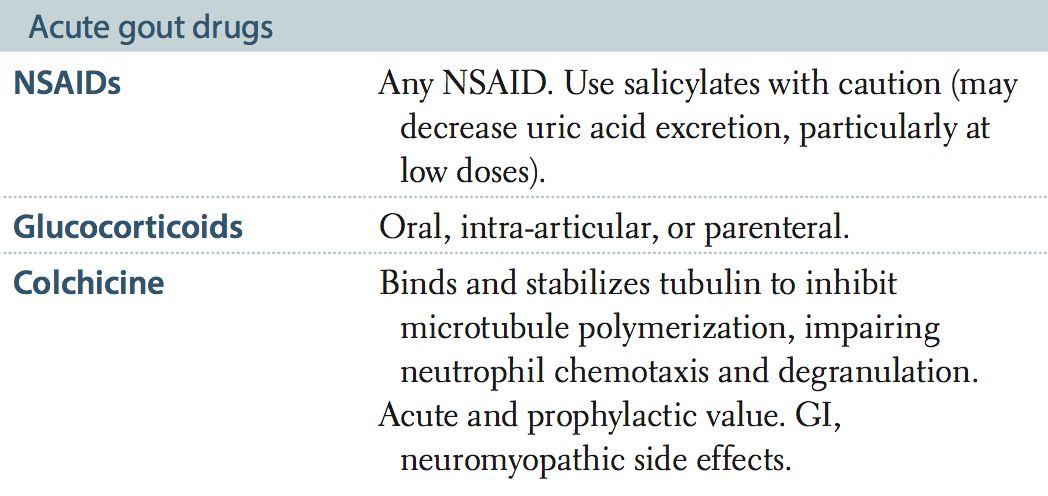 Acute gout drugs
NSAIDs Any NSAID. Use salicylates with caution (may
decrease uric acid excretion, particularly at
low doses).
Glucocorticoids Oral, intra-articular, or parenteral.
Colchicine Binds and stabilizes tubulin to inhibit
microtubule polymerization, impairing
neutrophil chemotaxis and degranulation.
Acute and prophylactic value. GI,
neuromyopathic side effects.